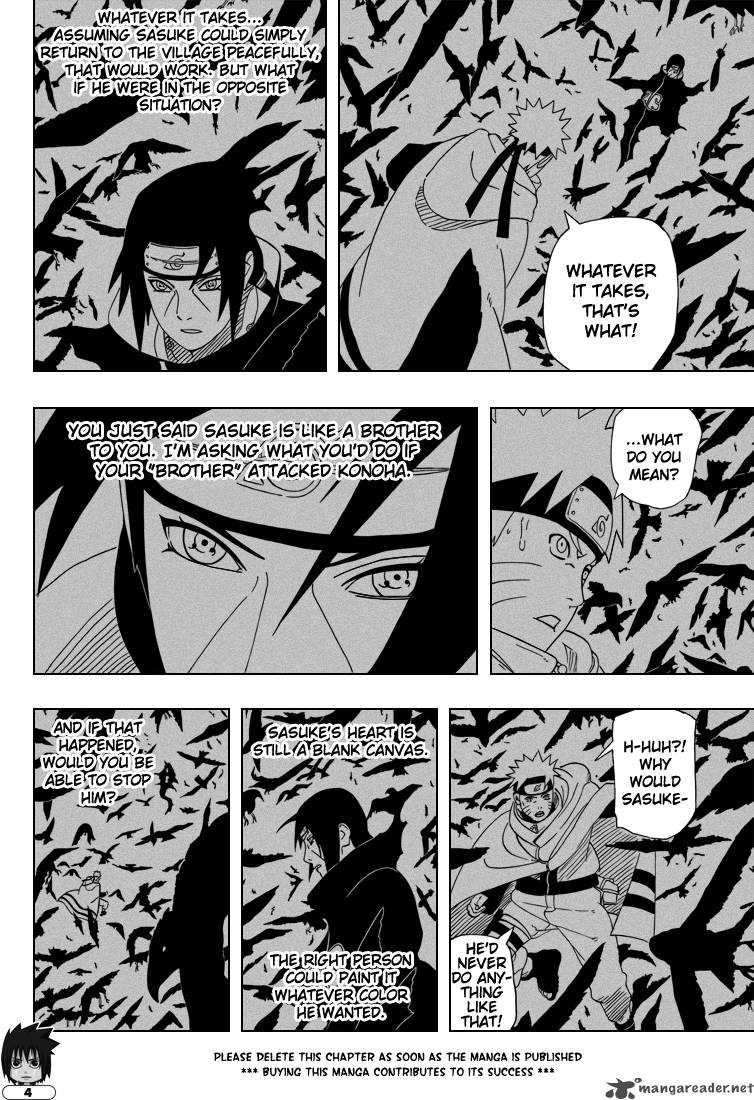 WHATEVER
IT TAKES,
THAT'S
WHAT!
WHATEVER IT TAKES...
ASSUMING SASUKE COULD SIMPLY
RETURN TO THE VILLAGE PEACEFULLY,
THAT WOULD WORK. BUT WHAT
IF HE WERE IN THE OPPOSITE
SITUATION?
...WHAT
DO YOU
MEAN?
YOU JUST SAID SASUKE IS LIKE A BROTHER
TO YOU. I'M ASKING WHAT YOU'D DO IF
YOUR "BROTHER" ATTACKED KONOHA.
H-HUH?!
WHY
WOULD
SASUKE-
HE'D
NEVER
DO ANY-
THING
LIKE
THAT!
SASUKE'S HEART IS
STILL A BLANK CANVAS.
THE RIGHT PERSON
COULD PAINT IT
WHATEVER COLOR
HE WANTED.
AND IF THAT
HAPPENED,
WOULD YOU BE
ABLE TO STOP
HIM?
4
PLEASE DELETE THIS CHAPTER AS SOON AS THE MANGA IS PUBLISHED
*** BUYING THIS MANGA CONTRIBUTES TO ITS SUCCESS ***
mangareader.net